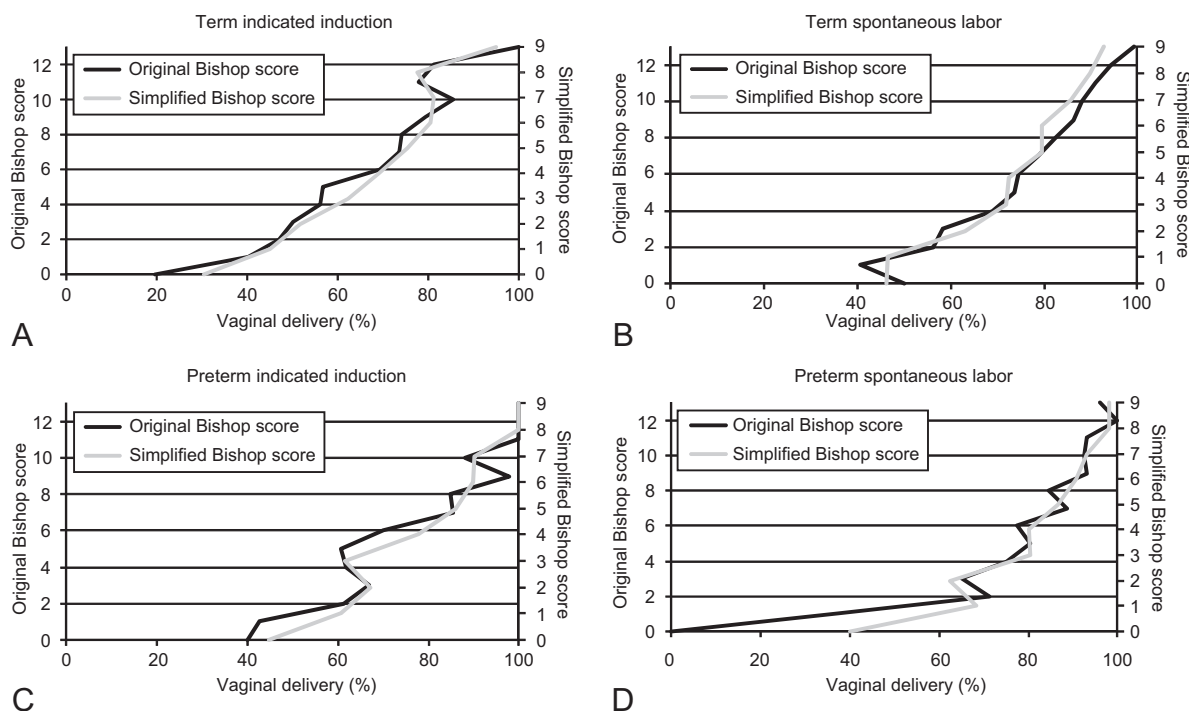 Term indicated induction
Original Bishop score
12
10
8
6
4
2
0
Original Bishop score
Simplified Bishop score
9
8
7
6
5
4
3
2
1
0
Simplified Bishop score
0 20 40 60 80 100
Vaginal delivery (%)
A
Term spontaneous labor
Original Bishop score
12
10
8
6
4
2
0
Original Bishop score
Simplified Bishop score
9
8
7
6
5
4
3
2
1
0
Simplified Bishop score
0 20 40 60 80 100
Vaginal delivery (%)
B
Preterm indicated induction
Original Bishop score
12
10
8
6
4
2
0
Original Bishop score
Simplified Bishop score
9
8
7
6
5
4
3
2
1
0
Simplified Bishop score
0 20 40 60 80 100
Vaginal delivery (%)
C
Preterm spontaneous labor
Original Bishop score
12
10
8
6
4
2
0
Original Bishop score
Simplified Bishop score
9
8
7
6
5
4
3
2
1
0
Simplified Bishop score
0 20 40 60 80 100
Vaginal delivery (%)
D